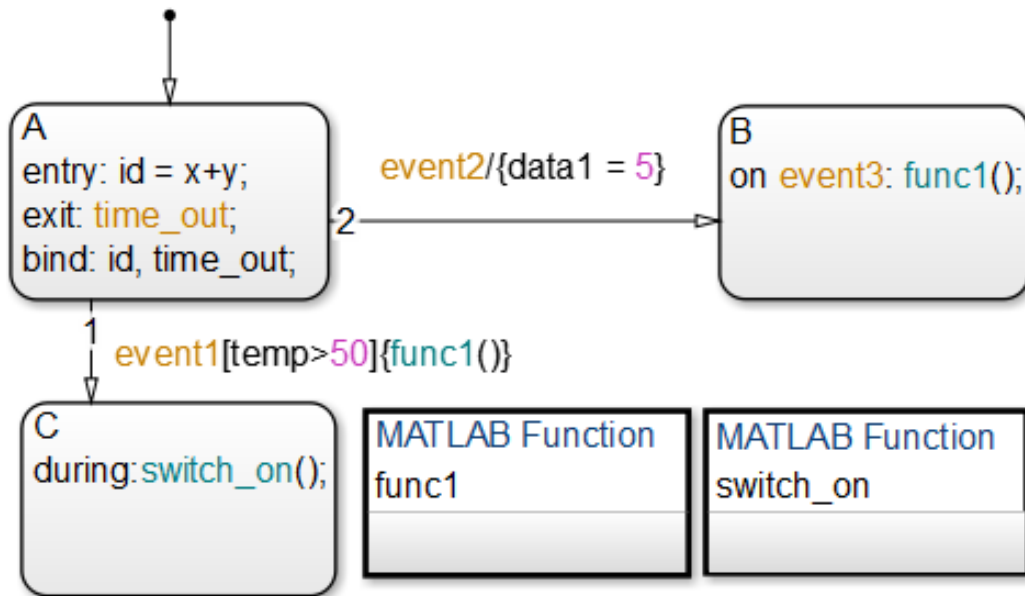 A
entry: id = x+y;
exit: time_out;
bind: id, time_out;
event2/{data1 = 5}
2
B
on event3: func1();
1
event1[temp>50]{func1()}
C
during:switch_on();
MATLAB Function
func1
MATLAB Function
switch_on